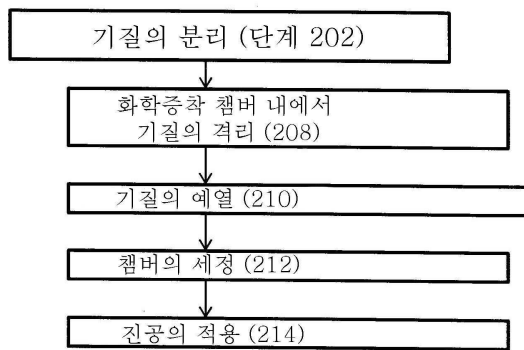 기질의 분리 (단계 202)
화학증착 챔버 내에서
기질의 격리 (208)
기질의 예열 (210)
챔버의 세정 (212)
진공의 적용 (214)